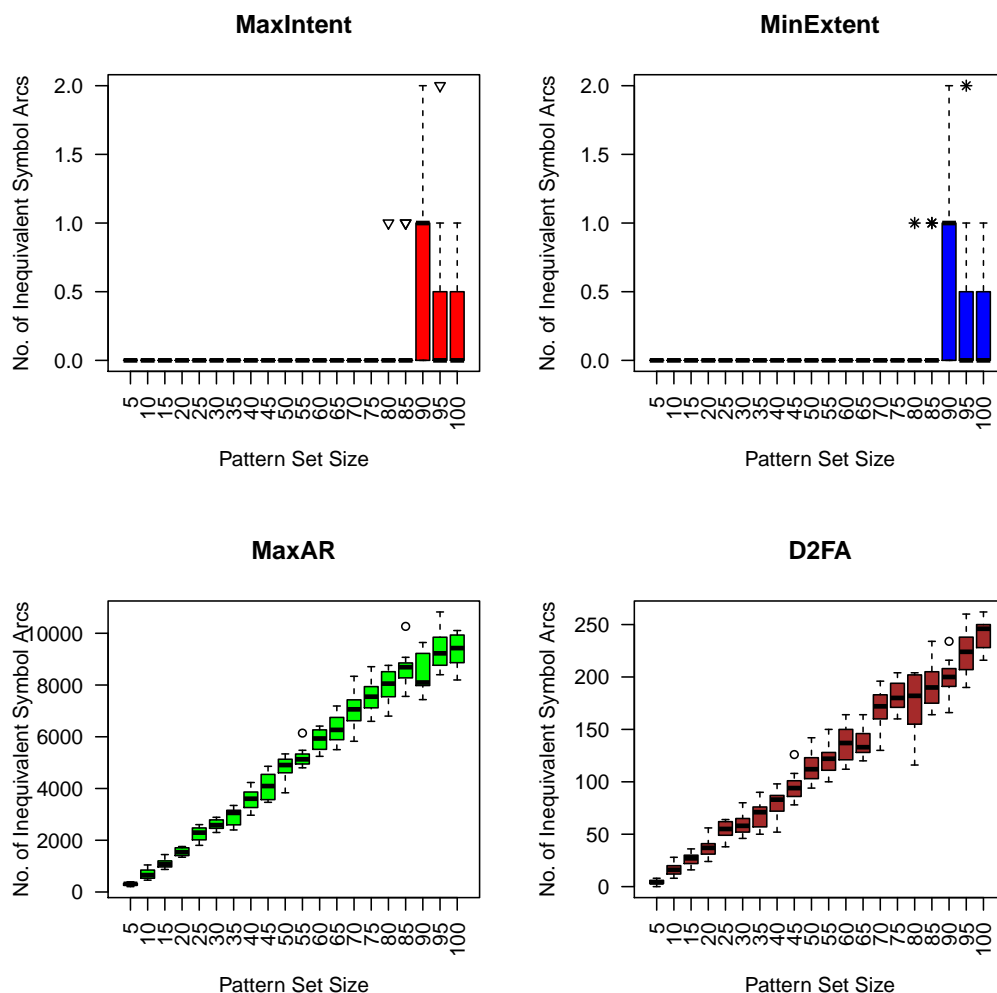 MaxIntent
No. of Inequivalent Symbol Arcs
2.0
1.5
1.0
0.5
0.0
5 10 15 20 25 30 35 40 45 50 55 60 65 70 75 80 85 90 95 100
Pattern Set Size
MinExtent
No. of Inequivalent Symbol Arcs
2.0
1.5
1.0
0.5
0.0
5 10 15 20 25 30 35 40 45 50 55 60 65 70 75 80 85 90 95 100
Pattern Set Size
MaxAR
No. of Inequivalent Symbol Arcs
10000
8000
6000
4000
2000
0
5 10 15 20 25 30 35 40 45 50 55 60 65 70 75 80 85 90 95 100
Pattern Set Size
D2FA
No. of Inequivalent Symbol Arcs
250
200
150
100
50
0
5 10 15 20 25 30 35 40 45 50 55 60 65 70 75 80 85 90 95 100
Pattern Set Size